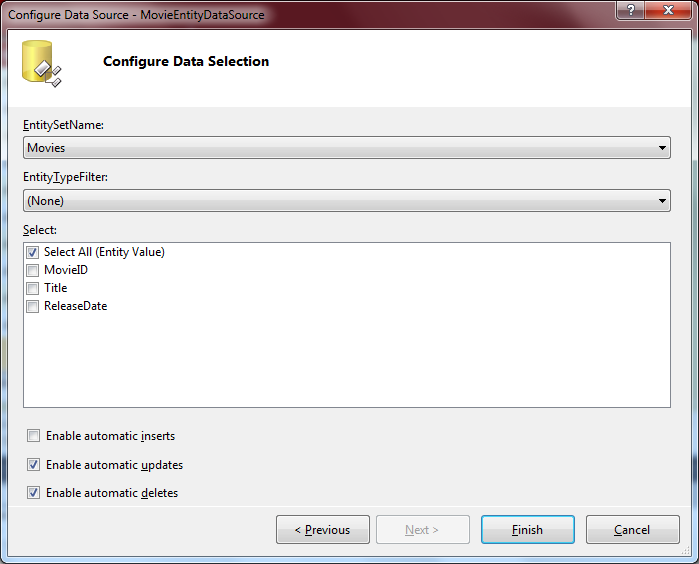 Configure Data Source - MovieEntityDataSource
?
Configure Data Selection
EntitySetName:
Movies
EntityTypeFilter:
(None)
Select:
Select All (Entity Value)
MovieID
Title
ReleaseDate
Enable automatic inserts
Enable automatic updates
Enable automatic deletes
< Previous Next > Finish Cancel